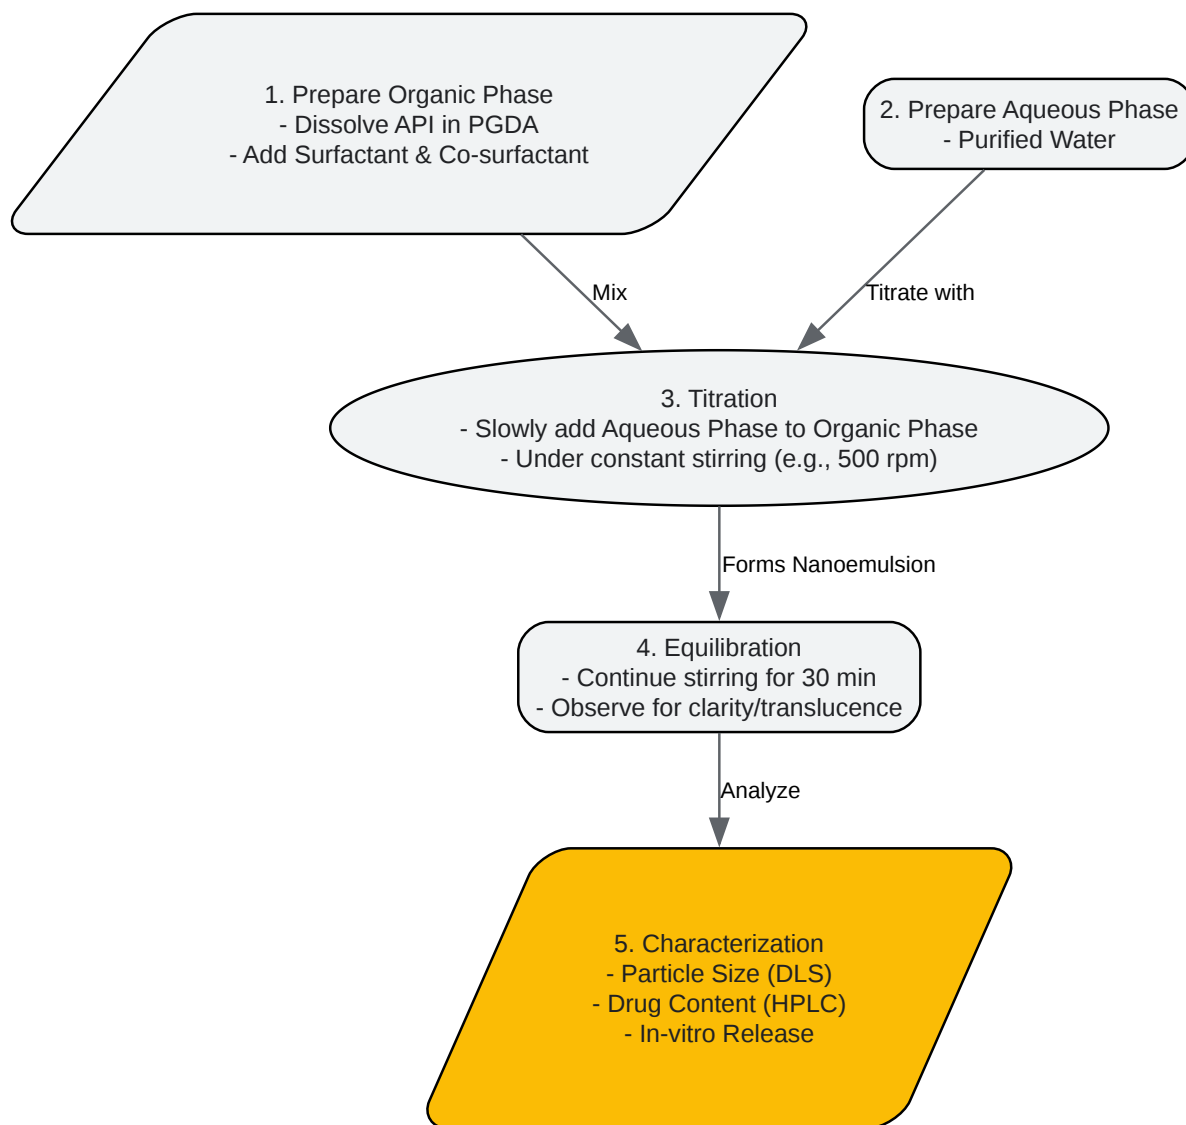 1. Prepare Organic Phase
- Dissolve API in PGDA
- Add Surfactant & Co-surfactant
2. Prepare Aqueous Phase
- Purified Water
Mix
Titrate with
3. Titration
- Slowly add Aqueous Phase to Organic Phase
- Under constant stirring (e.g., 500 rpm)
Forms Nanoemulsion
4. Equilibration
- Continue stirring for 30 min
- Observe for clarity/translucence
Analyze
5. Characterization
- Particle Size (DLS)
- Drug Content (HPLC)
- In-vitro Release